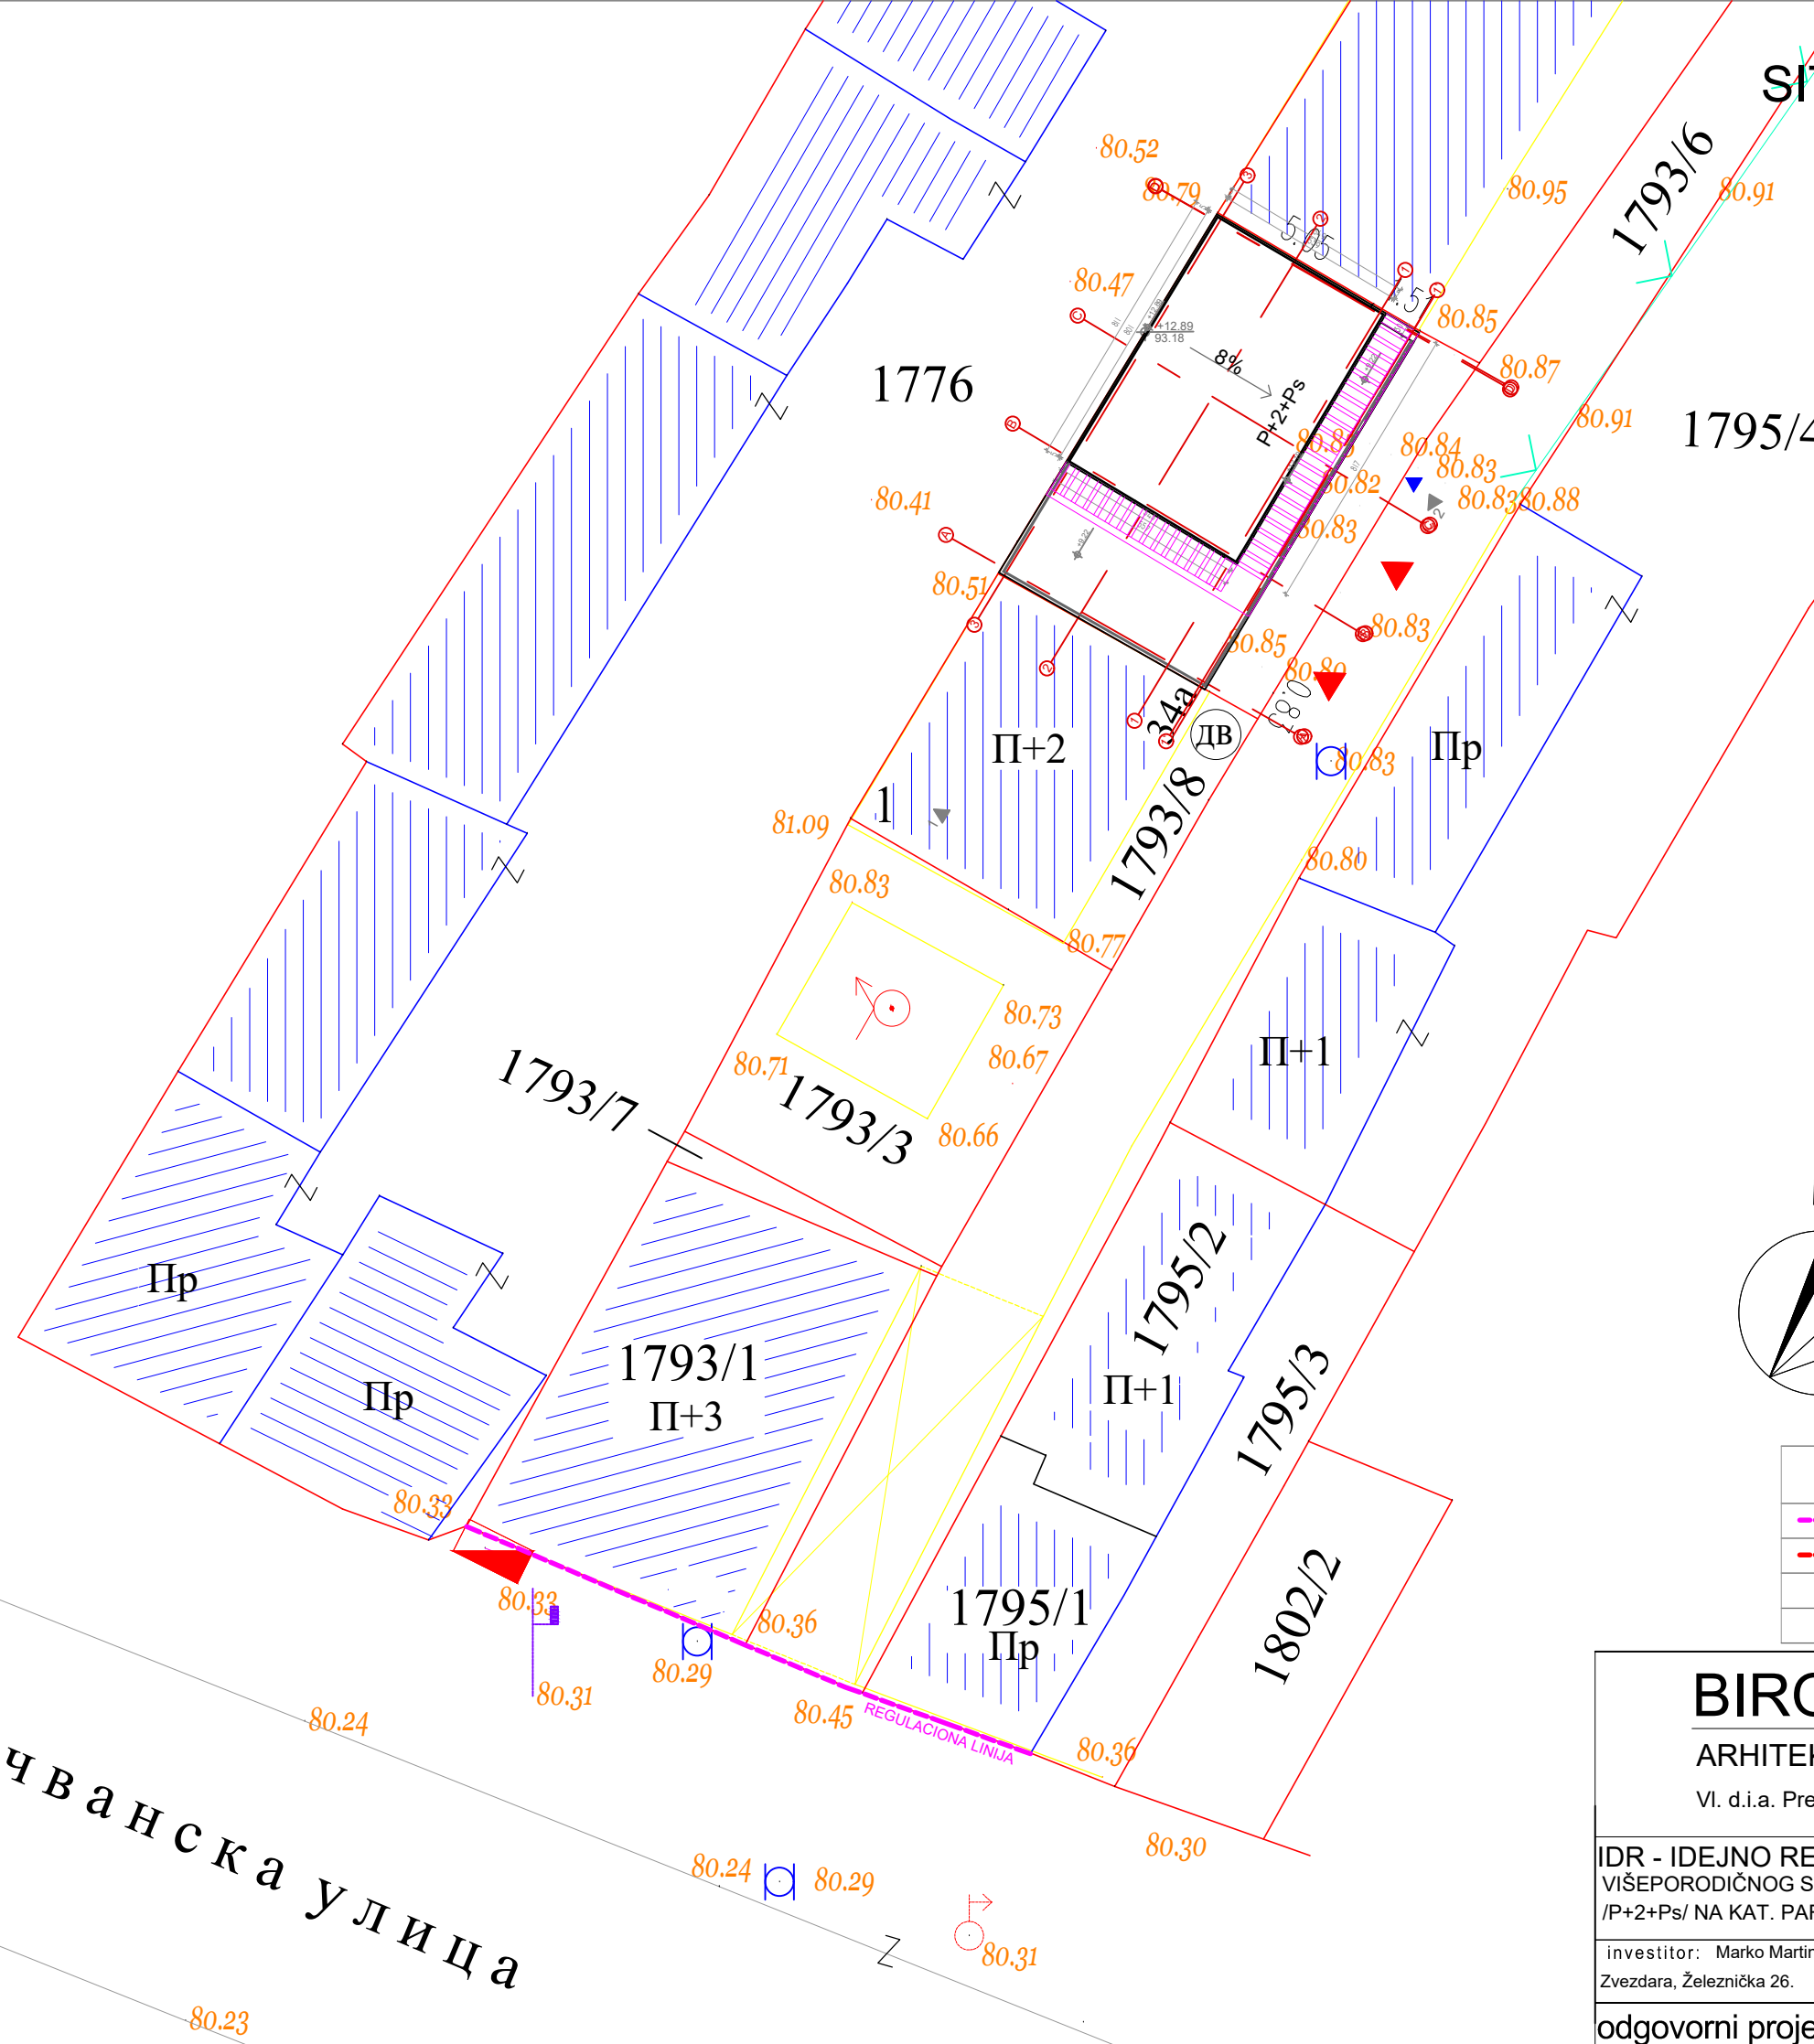 SIT
80.52
80.79
80.95
1793/6
80.91
5.05
80.47
80.85
+12.89
93.18
8%
P+2+Ps
1776
80.87
80.91
1795/4
80.84
80.83
80.82
80.83
80.88
80.41
80.83
80.51
80.83
80.85
80.80
0.83
34a
ДВ
П+2
1
80.83
Пр
1793/8
81.09
80.83
80.80
80.77
80.73
80.67
80.71
80.66
1793/7
1793/3
П+1
Пр
Пр
1793/1
П+3
1795/2
П+1
1795/3
80.33
80.33
80.31
80.29
80.36
80.45
REGULACIONA LINIJA
1795/1
Пр
80.36
1802/2
80.24
80.30
80.24
80.29
80.31
80.23
чванска улица
BIRO
ARHITEK
Vl. d.i.a. Pre
IDR - IDEJNO RE
VIŠEPORODIČNOG S
/P+2+Ps/ NA KAT. PAR
investitor: Marko Martin
Zvezdara, Železnička 26.
odgovorni proje